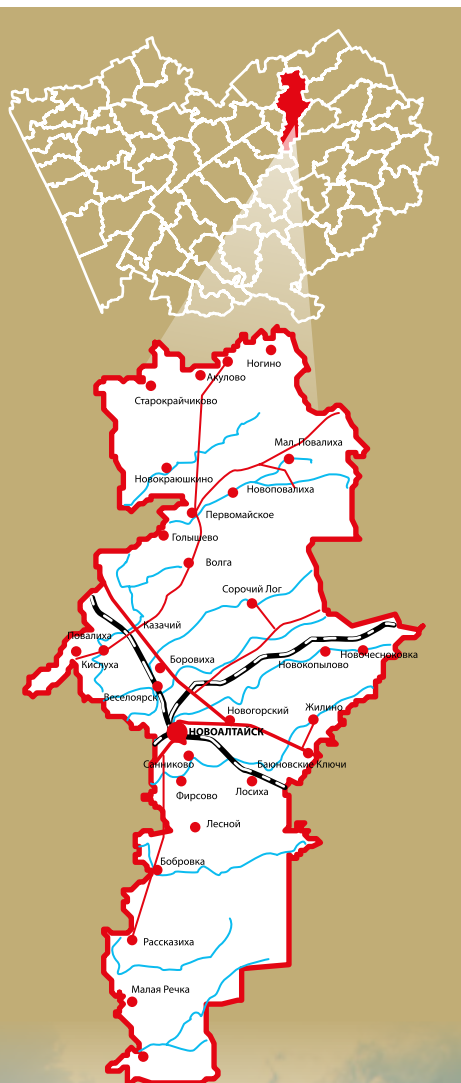 Ногино
Акулово
Старокрайчиково
Мал. Повалиха
Новокраюшкино
Новоповалиха
Первомайское
Голышево
Волга
Сорочий Лог
Казачий
Повалиха
Новочесноковка
Боровиха
Кислуха
Новокопылово
Веселоярск
Жилино
Новогорский
НОВОАЛТАЙСК
Санниково
Баюновские Ключи
Фирсово
Лосиха
Лесной
Бобровка
Рассказиха
Малая Речка